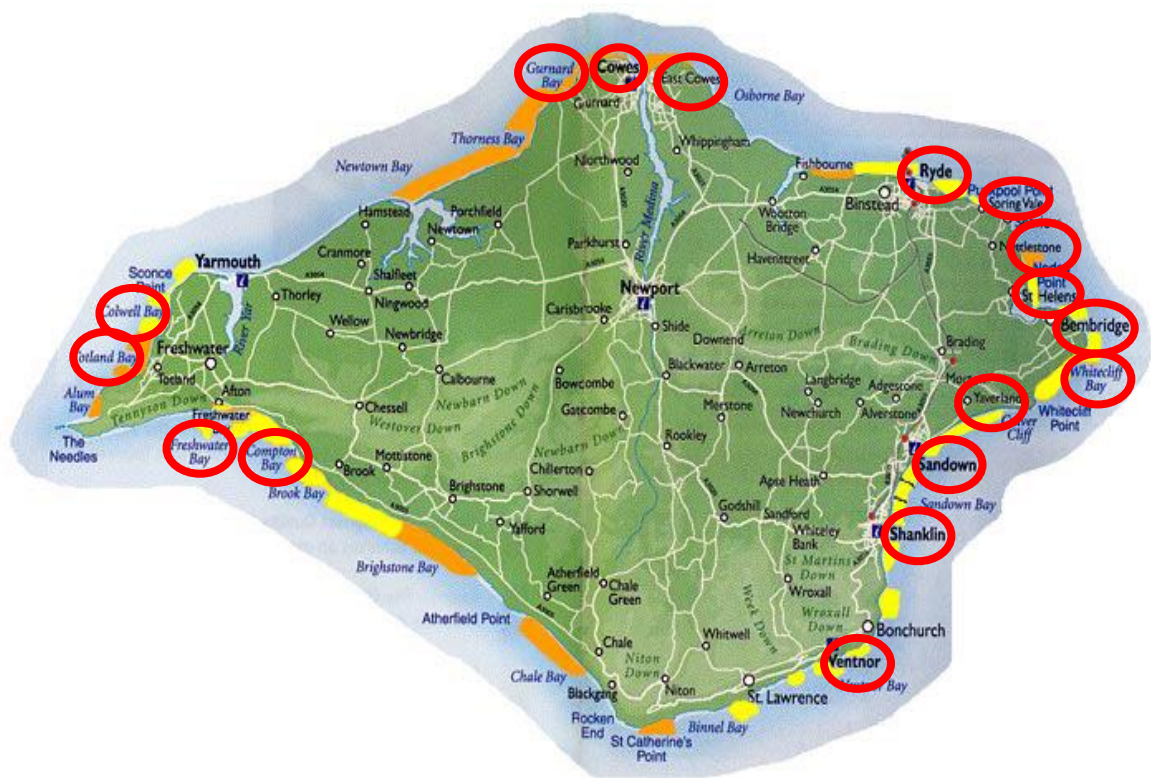 Gurnard
Bay
Cowes
East Cowes
Osborne Bay
Gurnard
Thorness Bay
Whippingham
Newtown Bay
Northwood
Fishbourne
Ryde
Binstead
Spring Vale
Hamstead
Porchfield
Newtown
Wootton
Bridge
River Medina
Parkhurst
Havenstreet
Nettlestone
Cranmore
Yarmouth
Sconce
Point
Shalfleet
Ningwood
Thorley
Newport
Carisbrooke
Point
St Helens
Colwell Bay
River Yar
Wellow
Newbridge
Shide
Downend
Arreton Down
Bembridge
Brading
Brading Down
Totland Bay
Freshwater
Totland
Afton
Calbourne
Bowcombe
Blackwater
Arreton
Whitecliff
Bay
Alum
Bay
Tennyson Down
Chessell
Newbarn Down
Westover Down
Gatcombe
Merstone
Langbridge
Adgestone
Newchurch
Alverstone
Yaverland
Whitecliff
Point
Culver
Cliff
The
Needles
Freshwater
Freshwater
Bay
Compton
Bay
Brighstone Down
Newbarn Down
Rookley
Brook
Mottistone
Chillerton
Sandown
Brook Bay
Brighstone
Shorwell
Apse Heath
Sandown Bay
Godshill
Sandford
Yafford
Whiteley
Bank
Shanklin
Brighstone Bay
Atherfield
Green
Chale
Green
St Martins
Down
Wroxall
Atherfield Point
Week Down
Wroxall
Down
Bonchurch
Chale
Whitwell
Niton
Down
Ventnor
Chale Bay
Blackgang
Niton
St. Lawrence
Rocken
End
Binnel Bay
St Catherine's
Point